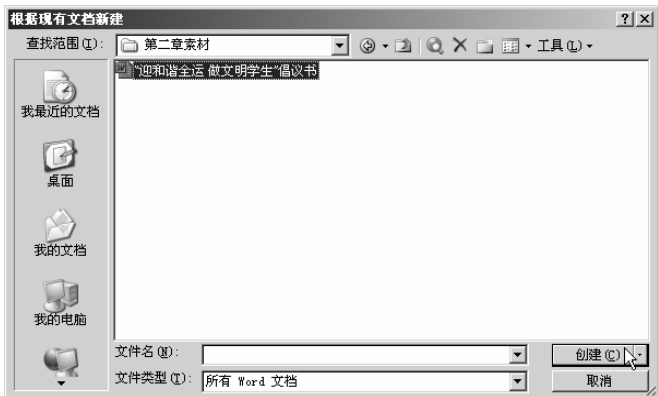 根据现有文档新建
查找范围(I): 第二章素材 工具(L)
"迎和谐全运 做文明学生"倡议书
我最近的文档
桌面
我的文档
我的电脑
文件名(N): 创建(C)
文件类型(T): 所有 Word 文档 取消